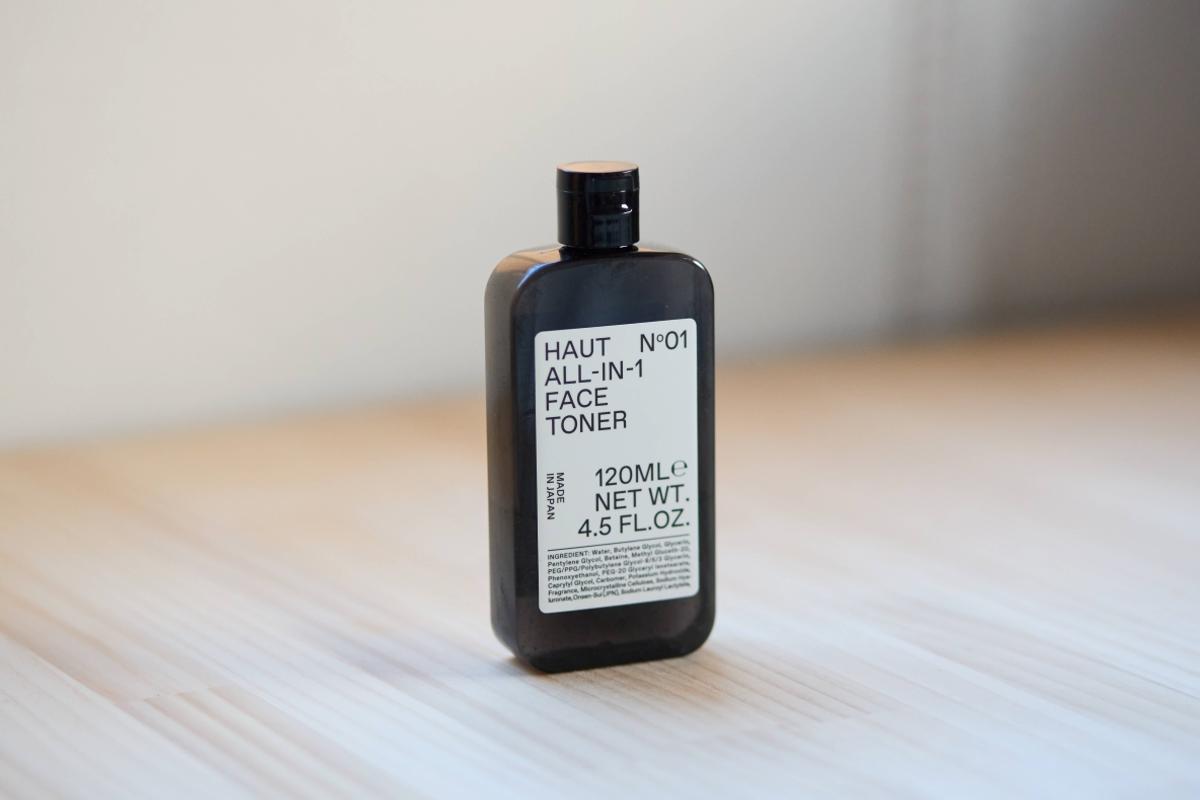 HAUT N°01
ALL-IN-1
FACE
TONER
MADE
IN JAPAN
120ML℮
NET WT.
4.5 FL.OZ.
INGREDIENT: Water, Butylene Glycol, Glycerin,
Pentylene Glycol, Betaine, Methyl Gluceth-20,
PEG/PPG/Polybutylene Glycol-8/5/3 Glycerin,
Phenoxyethanol, PEG-20 Glyceryl Isostearate,
Caprylyl Glycol, Carbomer, Potassium Hydroxide,
Fragrance, Microcrystalline Cellulose, Sodium Hya-
luronate, Onsen-Sui(JPN), Sodium Lauroyl Lactylate,